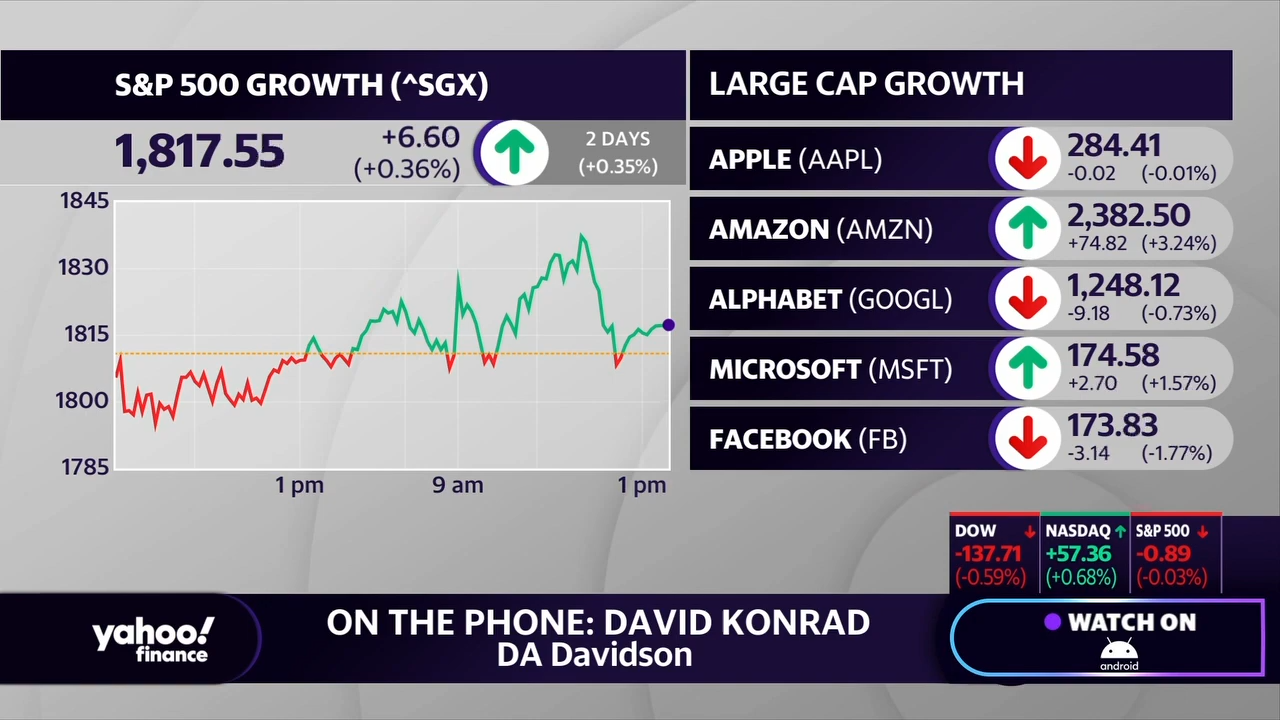 S&P 500 GROWTH (^SGX)
1,817.55
+6.60
(+0.36%)
2 DAYS
(+0.35%)
1845
1830
1815
1800
1785
1 pm
9 am
1 pm
LARGE CAP GROWTH
APPLE (AAPL)
284.41
-0.02 (-0.01%)
AMAZON (AMZN)
2,382.50
+74.82 (+3.24%)
ALPHABET (GOOGL)
1,248.12
-9.18 (-0.73%)
MICROSOFT (MSFT)
174.58
+2.70 (+1.57%)
FACEBOOK (FB)
173.83
-3.14 (-1.77%)
DOW
-137.71
(-0.59%)
NASDAQ
+57.36
(+0.68%)
S&P 500
-0.89
(-0.03%)
yahoo!
finance
ON THE PHONE: DAVID KONRAD
DA Davidson
WATCH ON
android